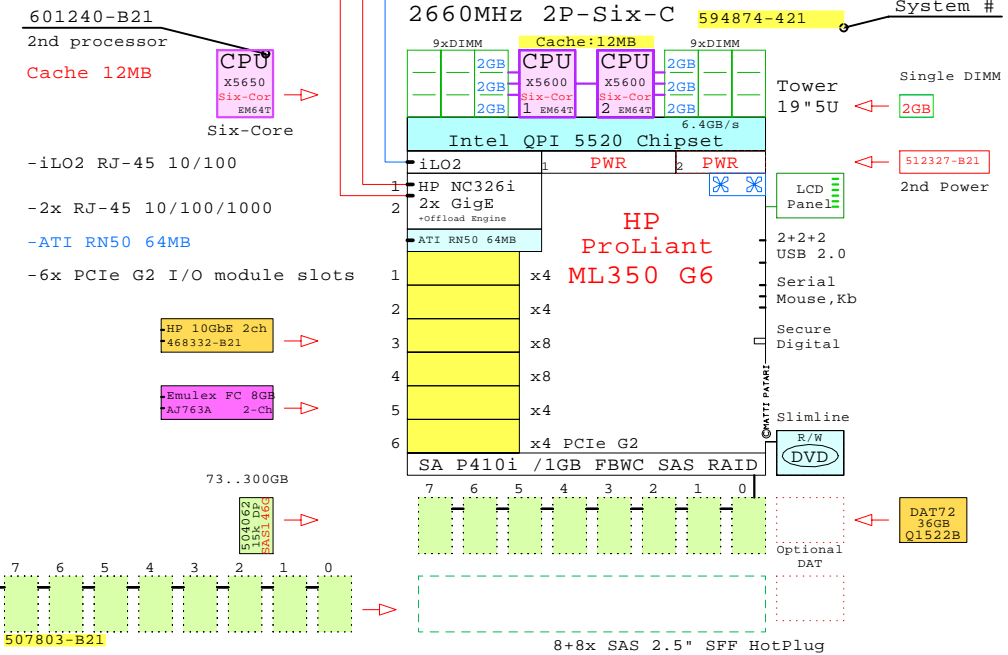 601240-B21
2nd processor
Cache 12MB
CPU
X5650
Six-Cor
EM64T
Six-Core
2660MHz 2P-Six-C
594874-421
System #
9xDIMM
Cache:12MB
9xDIMM
2GB
2GB
2GB
CPU
X5600
Six-Cor
1 EM64T
CPU
X5600
Six-Cor
2 EM64T
2GB
2GB
2GB
6.4GB/s
Intel QPI 5520 Chipset
Tower
19"5U
Single DIMM
2GB
-iLO2 RJ-45 10/100
-2x RJ-45 10/100/1000
-ATI RN50 64MB
-6x PCIe G2 I/O module slots
iLO2
1 PWR
2 PWR
512327-B21
2nd Power
1 HP NC326i
2 2x GigE
+Offload Engine
ATI RN50 64MB
HP
ProLiant
ML350 G6
LCD
Panel
2+2+2
USB 2.0
Serial
Mouse,Kb
Secure
Digital
1 x4
2 x4
3 x8
4 x8
5 x4
6 x4 PCIe G2
HP 10GbE 2ch
468332-B21
Emulex FC 8GB
AJ763A 2-Ch
©MATTI PATARI
Slimline
R/W
DVD
SA P410i /1GB FBWC SAS RAID
73..300GB
504062
15k DP
SAS146G
7 6 5 4 3 2 1 0
Optional
DAT
DAT72
36GB
Q1522B
7 6 5 4 3 2 1 0
507803-B21
8+8x SAS 2.5" SFF HotPlug